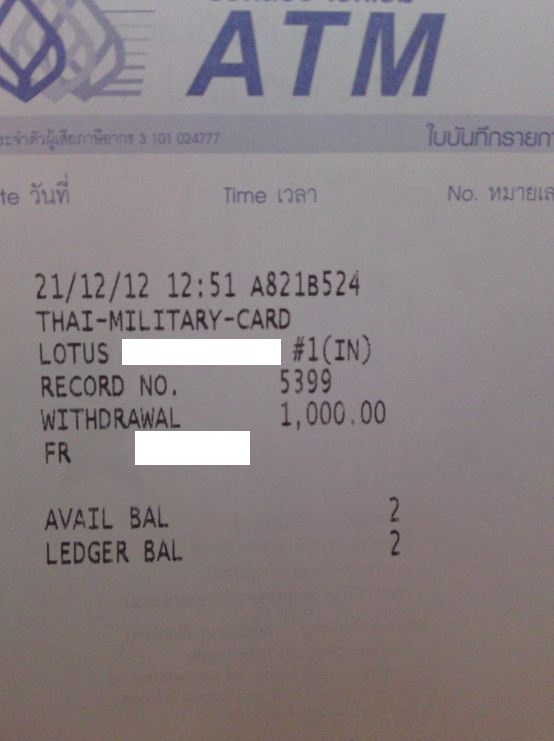 ATM
ระจำตัวผู้เสียภาษีอากร 3 101 024777 ใบบันทึกรายกา
te วันที่ Time เวลา No. หมายเล
21/12/12 12:51 A821B524
THAI-MILITARY-CARD
LOTUS #1(IN)
RECORD NO. 5399
WITHDRAWAL 1,000.00
FR
AVAIL BAL 2
LEDGER BAL 2